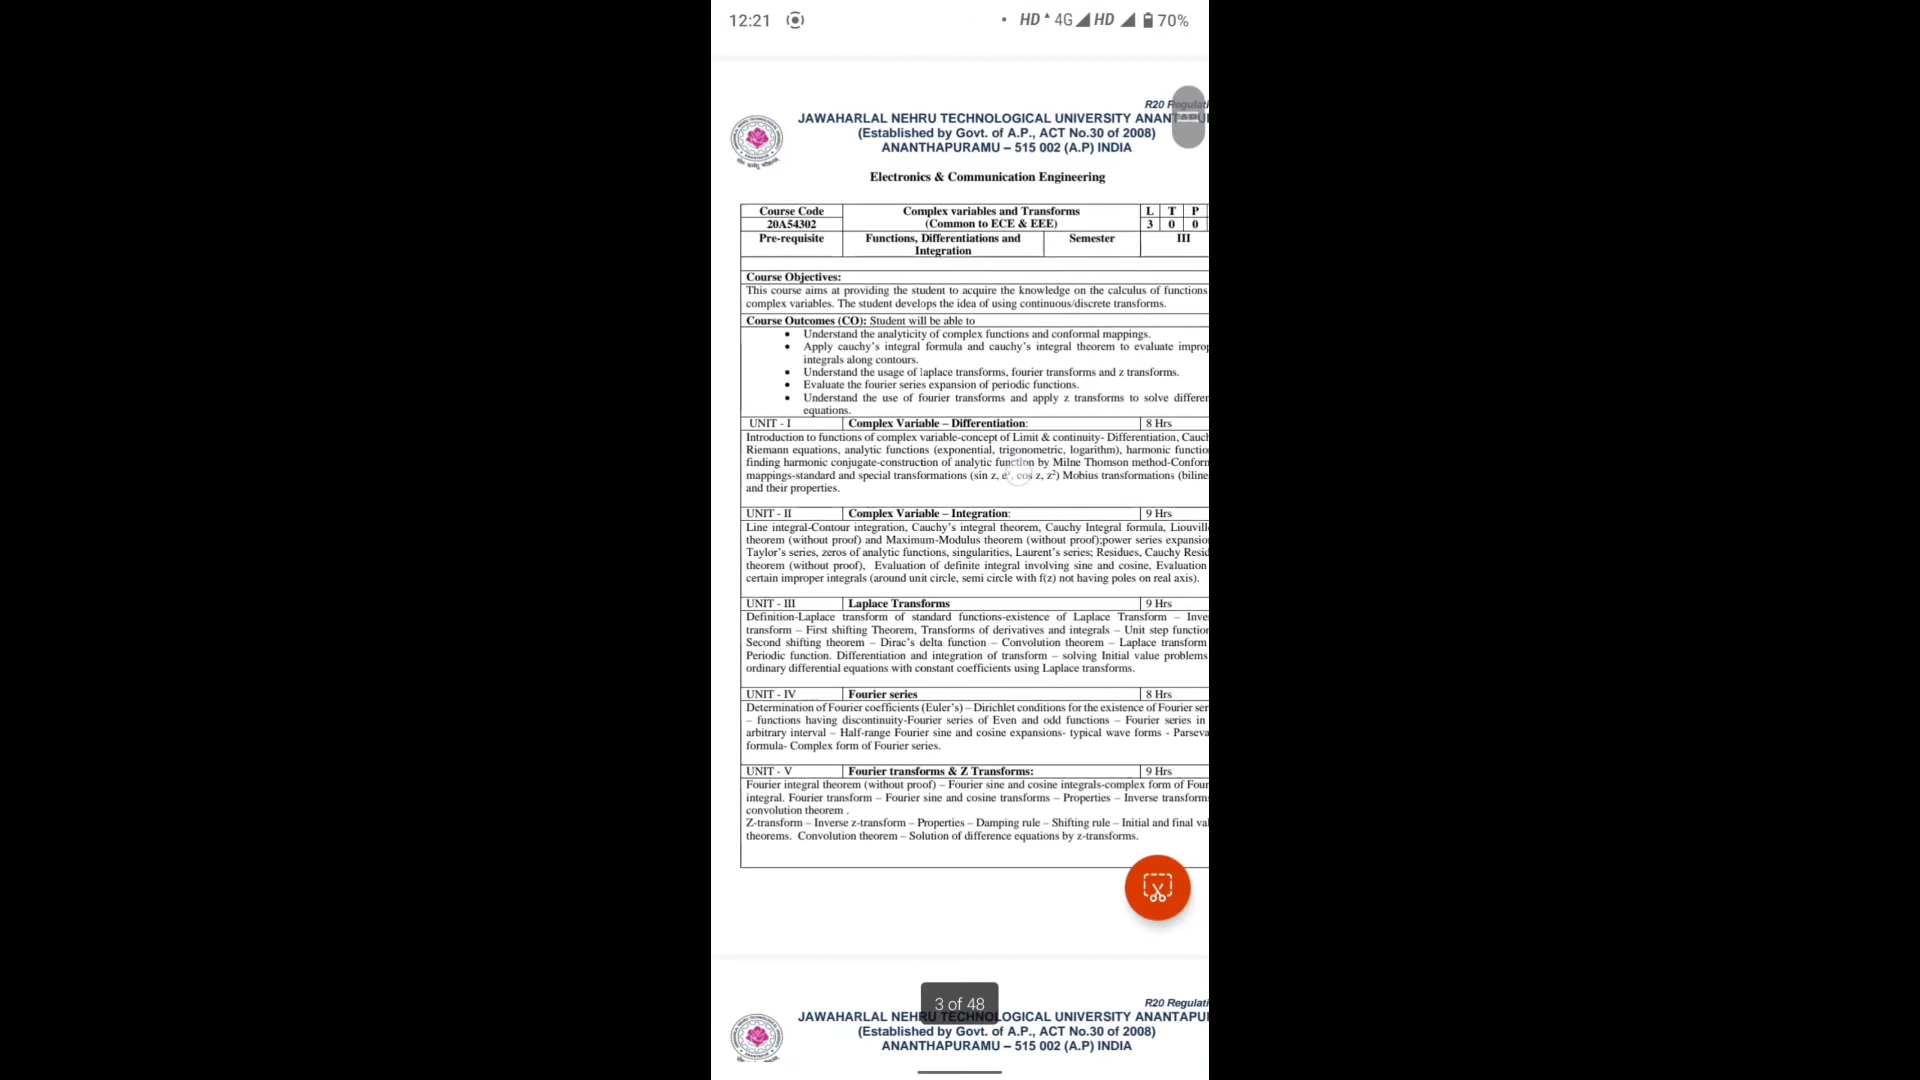 12:21 HD 4G HD 70%
R20
JAWAHARLAL NEHRU TECHNOLOGICAL UNIVERSITY
(Established by Govt. of A.P., ACT No.30 of 2008)
ANANTHAPURAMU – 515 002 (A.P) INDIA
Electronics & Communication Engineering
Course Code Complex variables and Transforms L T P
20A54302 (Common to ECE & EEE) 3 0 0
Pre-requisite Functions, Differentiations and Semester III
Integration
Course Objectives:
This course aims at providing the student to acquire the knowledge on the calculus of functions
complex variables. The student develops the idea of using continuous/discrete transforms.
Course Outcomes (CO): Student will be able to
• Understand the analyticity of complex functions and conformal mappings.
• Apply cauchy's integral formula and cauchy's integral theorem to evaluate
integrals along contours.
• Understand the usage of laplace transforms, fourier transforms and z transforms.
• Evaluate the fourier series expansion of periodic functions.
• Understand the use of fourier transforms and apply z transforms to solve
equations.
UNIT - I Complex Variable – Differentiation: 8 Hrs
Introduction to functions of complex variable-concept of Limit & continuity- Differentiation,
Riemann equations, analytic functions (exponential, trigonometric, logarithm), harmonic
finding harmonic conjugate-construction of analytic function by Milne Thomson method-
mappings-standard and special transformations (sin z, cos z, z²) Mobius transformations
and their properties.
UNIT - II Complex Variable – Integration: 9 Hrs
Line integral-Contour integration, Cauchy's integral theorem, Cauchy Integral formula,
theorem (without proof) and Maximum-Modulus theorem (without proof);power series
Taylor's series, zeros of analytic functions, singularities, Laurent's series; Residues, Cauchy
theorem (without proof), Evaluation of definite integral involving sine and cosine, Evaluation
certain improper integrals (around unit circle, semi circle with f(z) not having poles on real axis).
UNIT - III Laplace Transforms 9 Hrs
Definition-Laplace transform of standard functions-existence of Laplace Transform –
transform – First shifting Theorem, Transforms of derivatives and integrals – Unit step
Second shifting theorem – Dirac's delta function – Convolution theorem – Laplace transform
Periodic function. Differentiation and integration of transform – solving Initial value problems
ordinary differential equations with constant coefficients using Laplace transforms.
UNIT - IV Fourier series 8 Hrs
Determination of Fourier coefficients (Euler's) – Dirichlet conditions for the existence of Fourier
– functions having discontinuity-Fourier series of Even and odd functions – Fourier series in
arbitrary interval – Half-range Fourier sine and cosine expansions- typical wave forms -
formula- Complex form of Fourier series.
UNIT - V Fourier transforms & Z Transforms: 9 Hrs
Fourier integral theorem (without proof) – Fourier sine and cosine integrals-complex form of
integral. Fourier transform – Fourier sine and cosine transforms – Properties – Inverse transforms
convolution theorem .
Z-transform – Inverse z-transform – Properties – Damping rule – Shifting rule – Initial and final
theorems. Convolution theorem – Solution of difference equations by z-transforms.
3 of 48
R20
JAWAHARLAL NEHRU TECHNOLOGICAL UNIVERSITY
(Established by Govt. of A.P., ACT No.30 of 2008)
ANANTHAPURAMU – 515 002 (A.P) INDIA